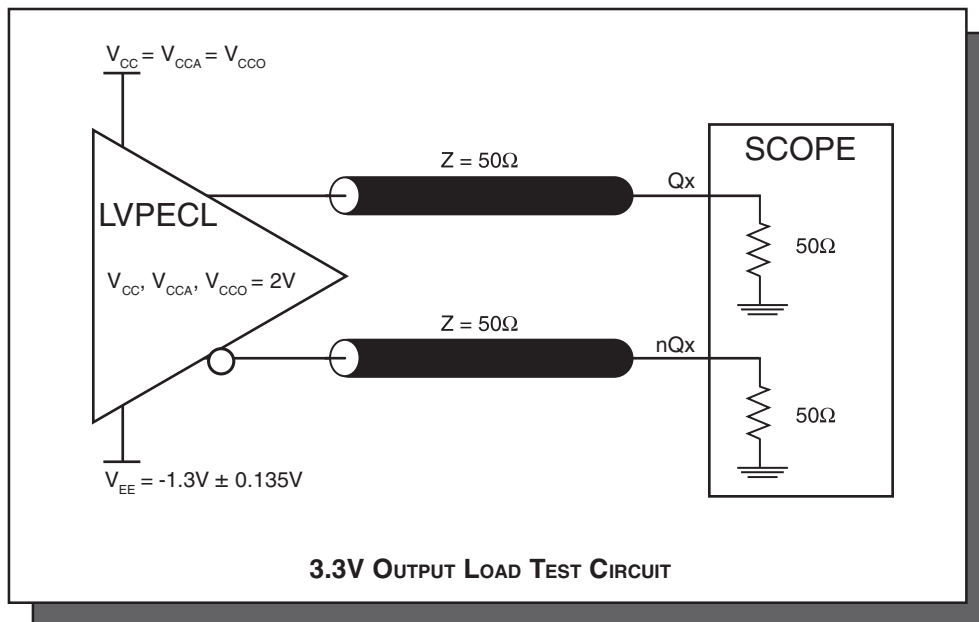 VCC = VCCA = VCCO
Z = 50Ω
SCOPE
Qx
LVPECL
50Ω
VCC, VCCA, VCCO = 2V
Z = 50Ω
nQx
50Ω
VEE = -1.3V ± 0.135V
3.3V OUTPUT LOAD TEST CIRCUIT